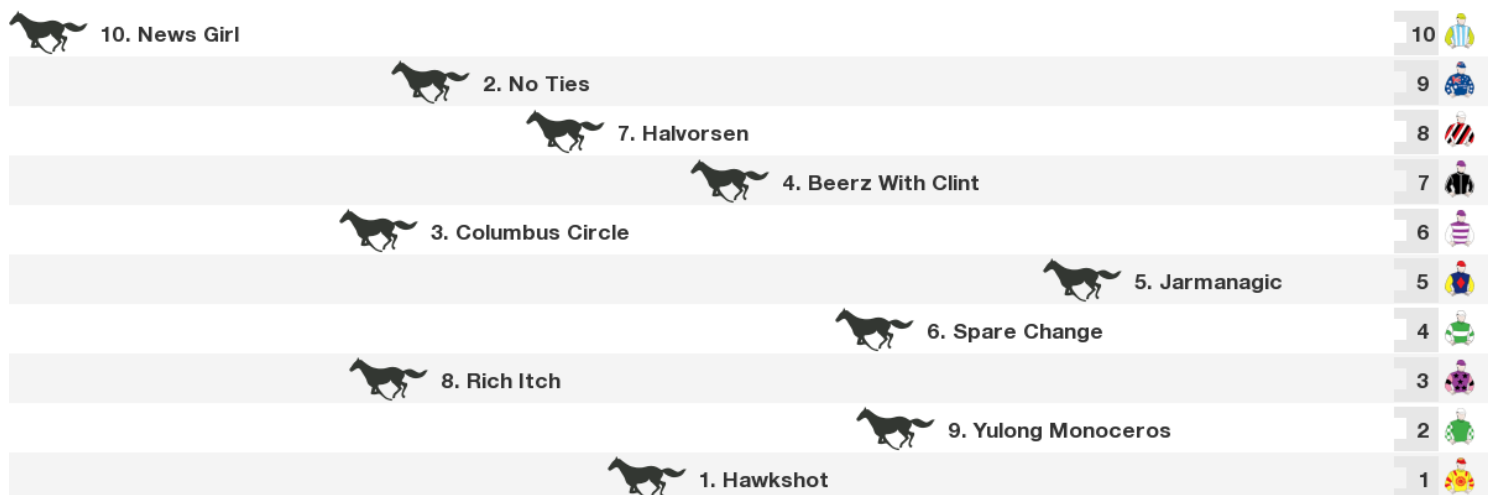 10. News Girl 10
2. No Ties 9
7. Halvorsen 8
4. Beerz With Clint 7
3. Columbus Circle 6
5. Jarmanagic 5
6. Spare Change 4
8. Rich Itch 3
9. Yulong Monoceros 2
1. Hawkshot 1